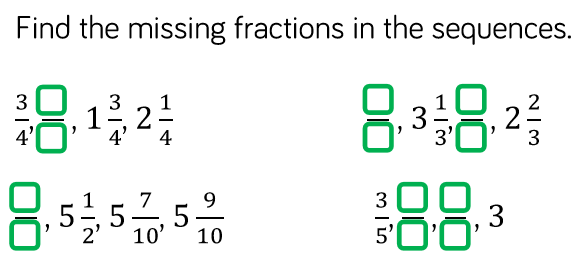 Find the missing fractions in the sequences.
3/4, □/□, 1 3/4, 2 1/4
□/□, 3 1/3, □/□, 2 2/3
□/□, 5 1/2, 5 7/10, 5 9/10
3/5, □/□, □/□, 3